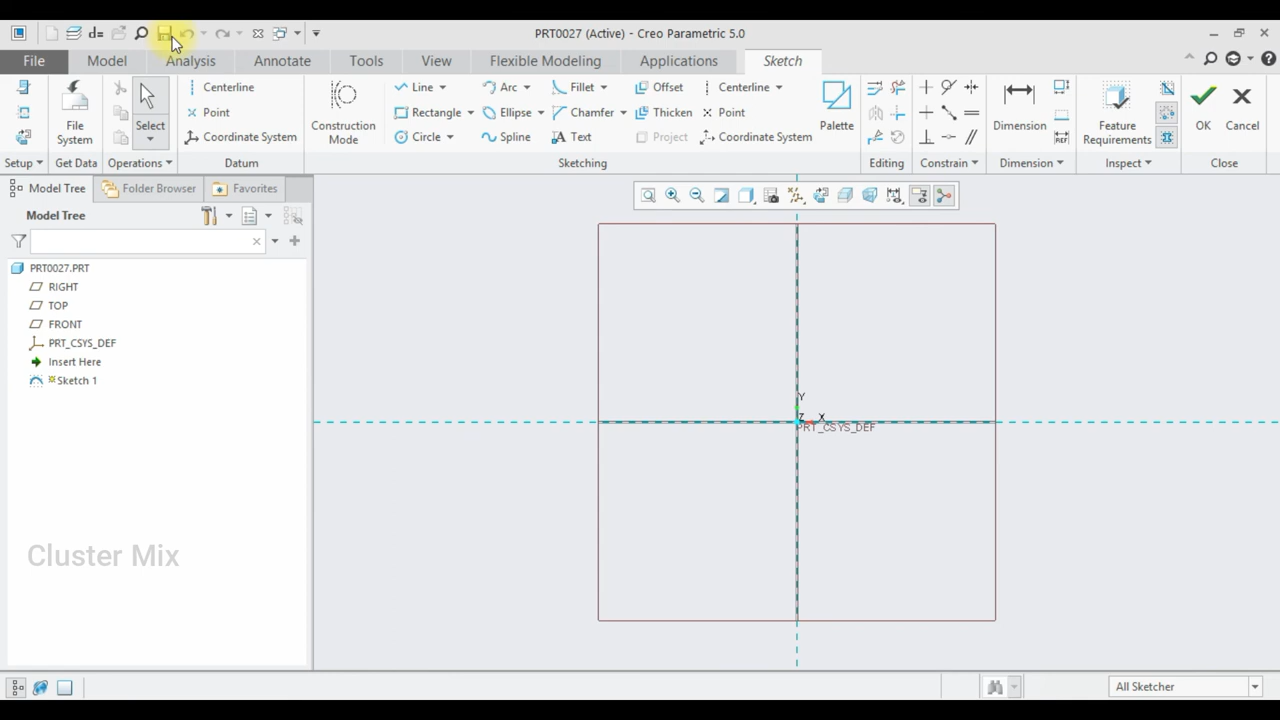 d=
PRT0027 (Active) - Creo Parametric 5.0
File Model Analysis Annotate Tools View Flexible Modeling Applications Sketch
Centerline Line Arc Fillet Offset Centerline
Point Rectangle Ellipse Chamfer Thicken Point
Coordinate System Circle Spline Text Project Coordinate System
File System
Select
Construction Mode
Palette
Dimension
REF
Feature Requirements
OK
Cancel
Setup Get Data Operations Datum Sketching Editing Constrain Dimension Inspect Close
Model Tree Folder Browser Favorites
Model Tree
PRT0027.PRT
RIGHT
TOP
FRONT
PRT_CSYS_DEF
Insert Here
Sketch 1
Y
Z X
PRT_CSYS_DEF
Cluster Mix
All Sketcher